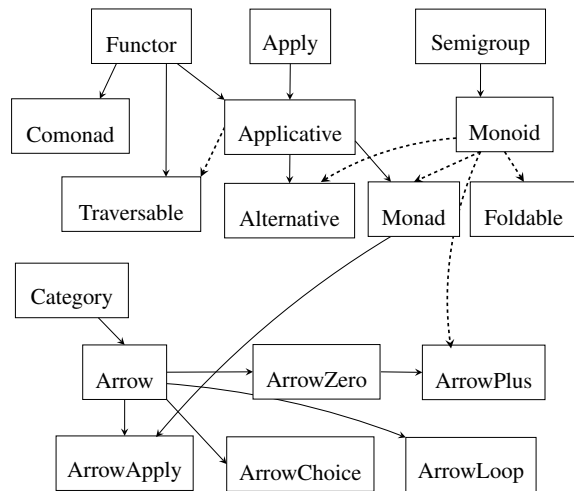 Functor
Apply
Semigroup
Comonad
Applicative
Monoid
Traversable
Alternative
Monad
Foldable
Category
Arrow
ArrowZero
ArrowPlus
ArrowApply
ArrowChoice
ArrowLoop